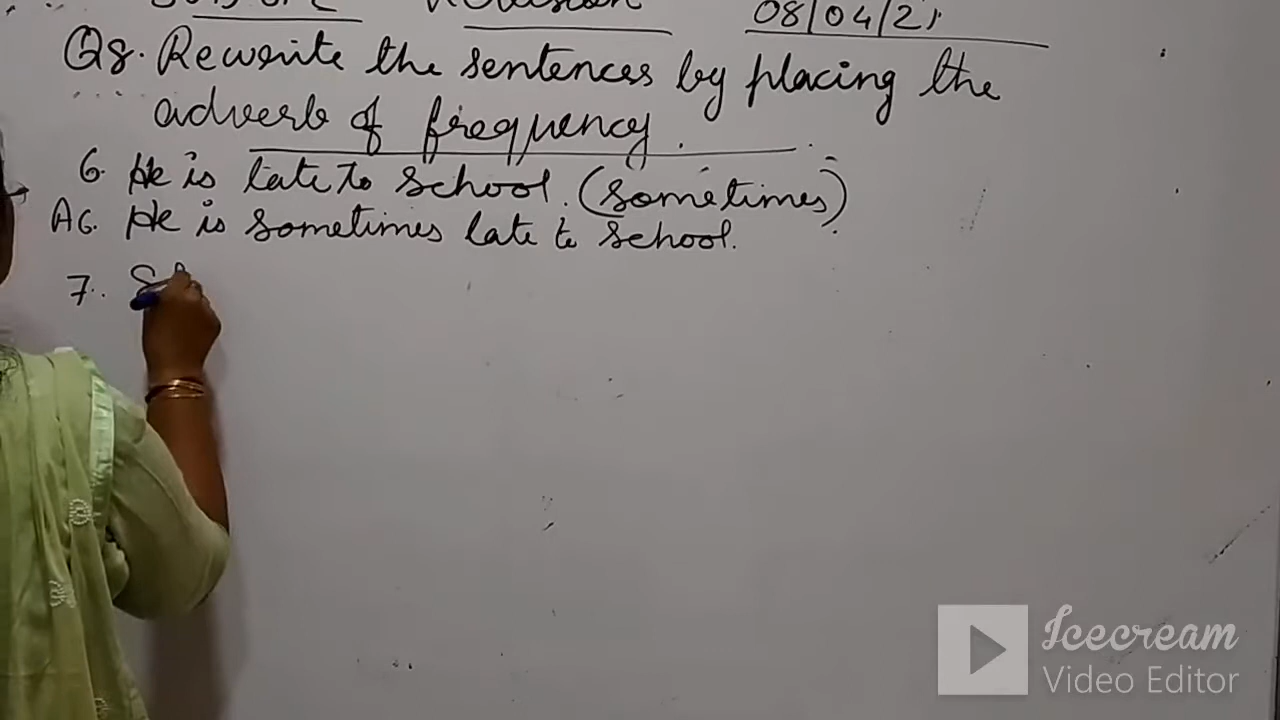 Revision 08/04/21
Q8. Rewrite the sentences by placing the
adverb of frequency.
6. He is late to school. (Sometimes)
A6. He is sometimes late to school.
7.
Icecream
Video Editor